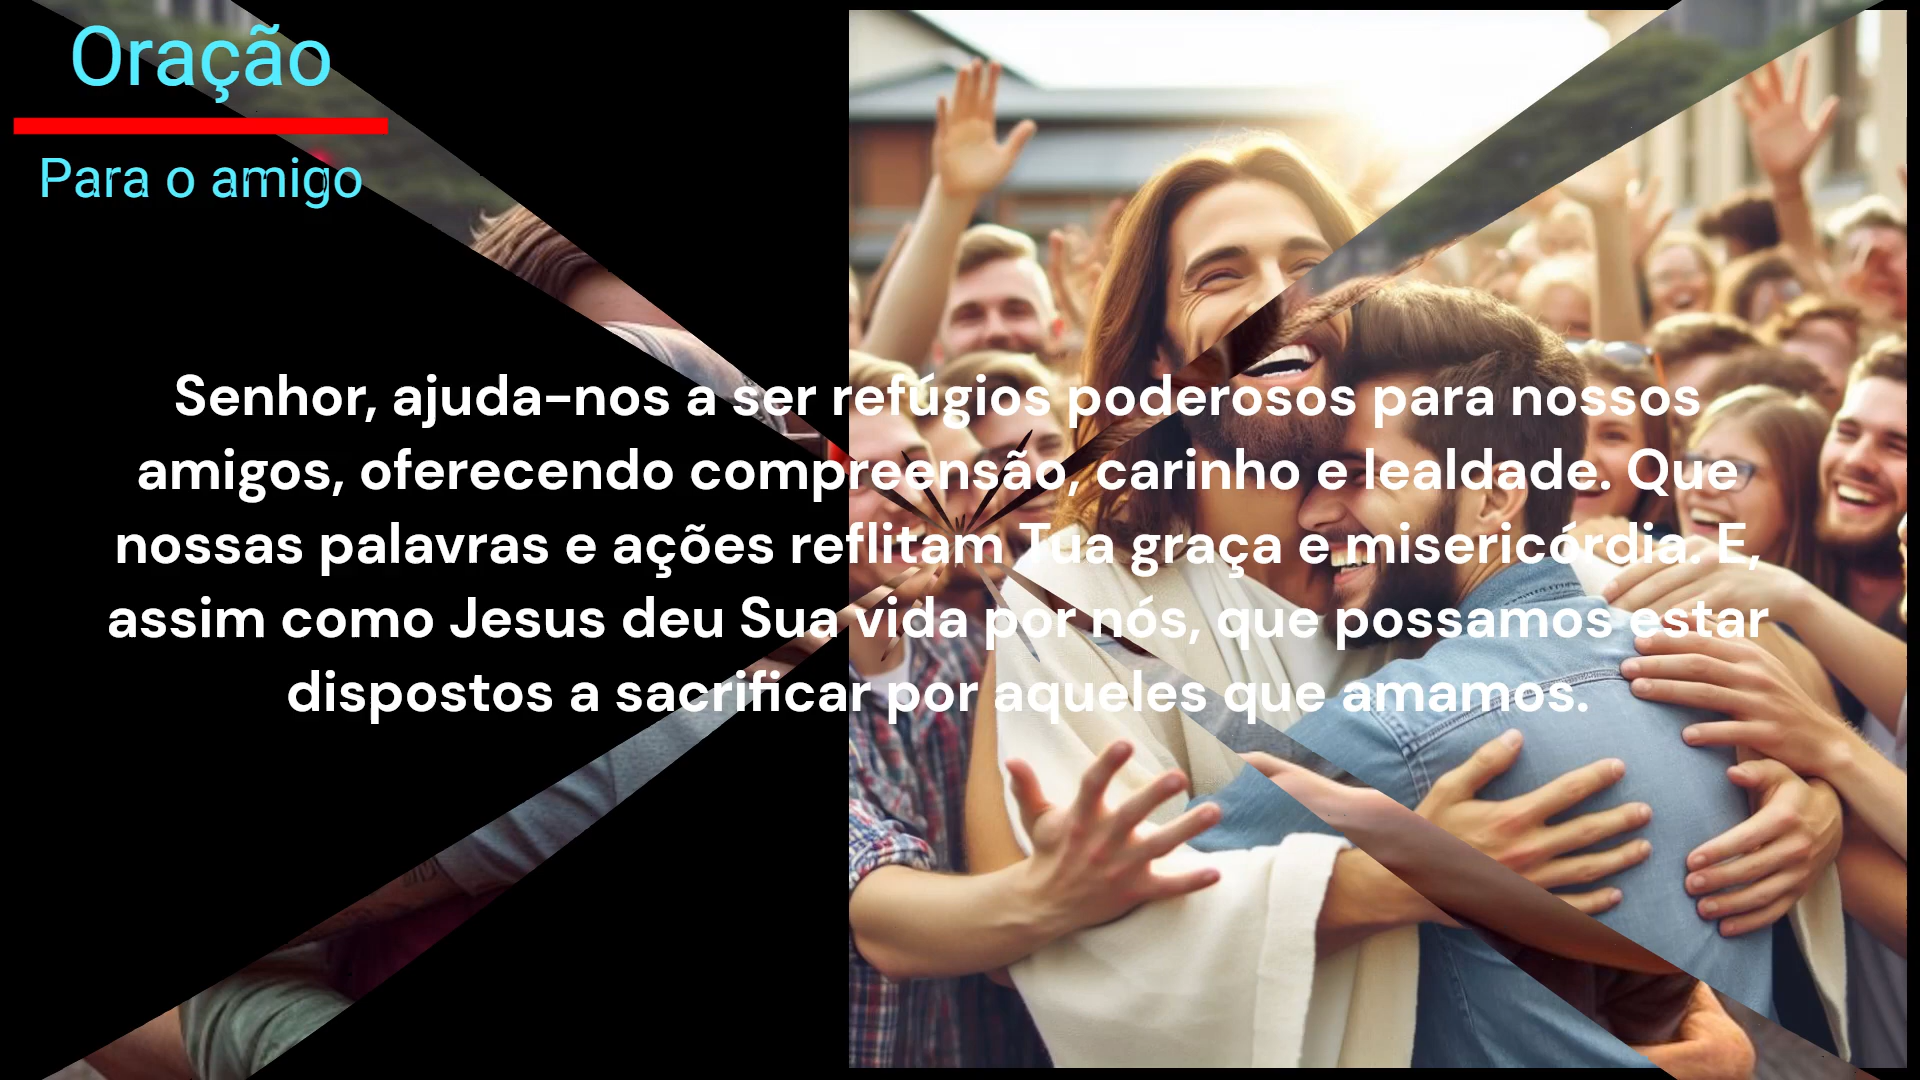 Oração
Para o amigo
Senhor, ajuda-nos a ser refúgios poderosos para nossos
amigos, oferecendo compreensão, carinho e lealdade. Que
nossas palavras e ações reflitam Tua graça e misericórdia. E,
assim como Jesus deu Sua vida por nós, que possamos estar
dispostos a sacrificar por aqueles que amamos.